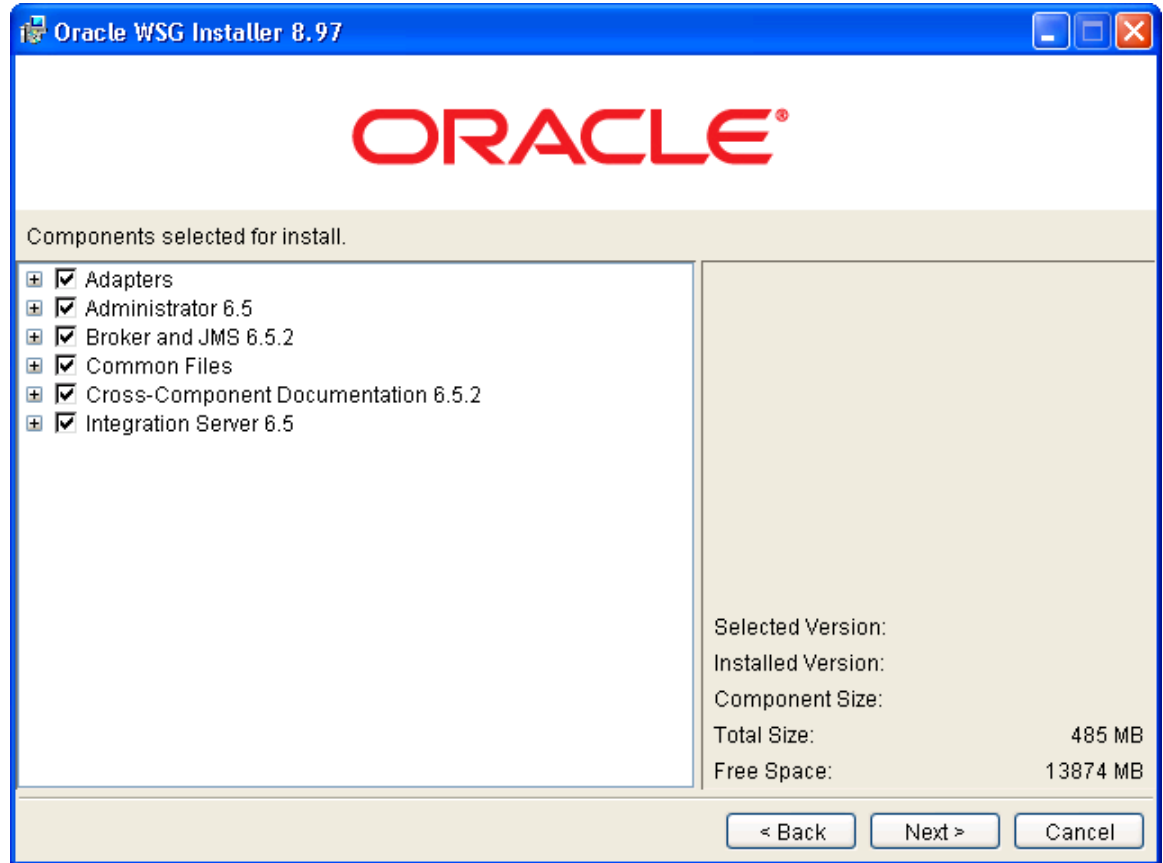 Oracle WSG Installer 8.97
ORACLE®
Components selected for install.
Adapters
Administrator 6.5
Broker and JMS 6.5.2
Common Files
Cross-Component Documentation 6.5.2
Integration Server 6.5
Selected Version:
Installed Version:
Component Size:
Total Size: 485 MB
Free Space: 13874 MB
< Back Next > Cancel